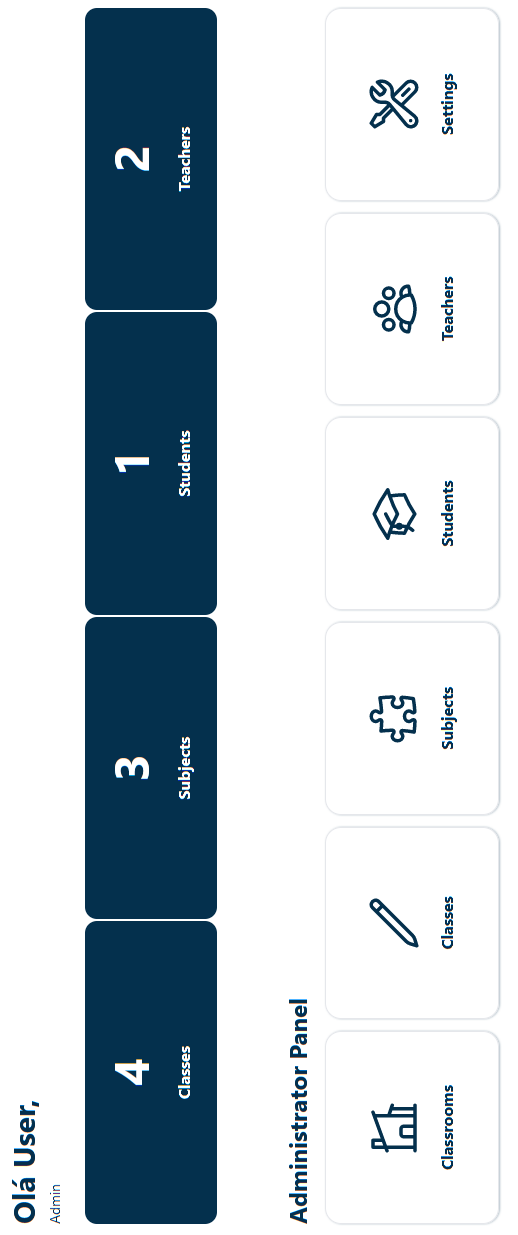 Olá User,
Admin
4
Classes
3
Subjects
1
Students
2
Teachers
Administrator Panel
Classrooms
Classes
Subjects
Students
Teachers
Settings